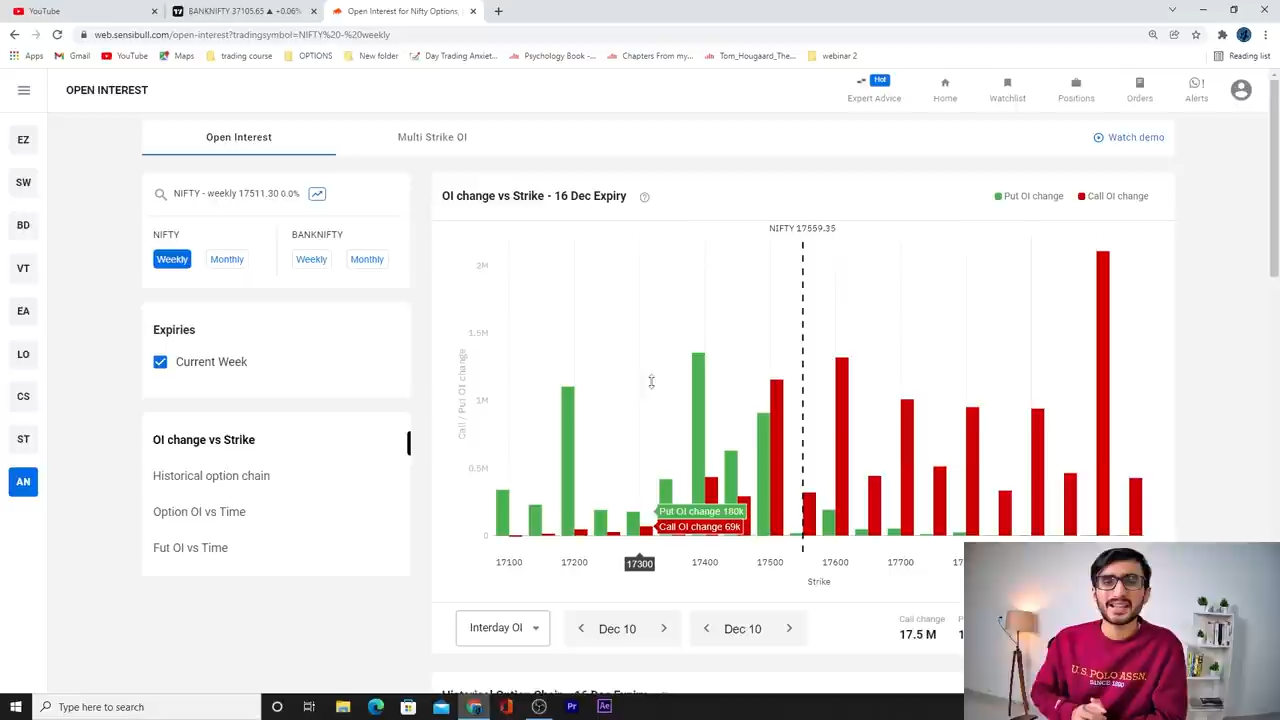 YouTube
BANKNIFTY 37105.65 ▲ +0.06%
Open Interest for Nifty Options,
web.sensibull.com/open-interest?tradingsymbol=NIFTY%20-%20weekly
Apps Gmail YouTube Maps trading course OPTIONS New folder Day Trading Anxiet... Psychology Book -... Chapters From my... Tom_Hougaard_The... webinar 2 Reading list
OPEN INTEREST
Hot
Expert Advice Home Watchlist Positions Orders Alerts
EZ
SW
BD
VT
EA
LO
CS
ST
AN
Open Interest Multi Strike OI Watch demo
NIFTY - weekly 17511.30 0.0%
NIFTY BANKNIFTY
Weekly Monthly Weekly Monthly
Expiries
Current Week
OI change vs Strike
Historical option chain
Option OI vs Time
Fut OI vs Time
OI change vs Strike - 16 Dec Expiry
Put OI change Call OI change
NIFTY 17559.35
Call / Put OI change
2M
1.5M
1M
0.5M
0
Put OI change 180k
Call OI change 69k
17100 17200 17300 17400 17500 17600 17700
Strike
Interday OI Dec 10 Dec 10
Call change
17.5 M
U.S. POLO ASSN.
SINCE 1890
Type here to search
Pr Ae